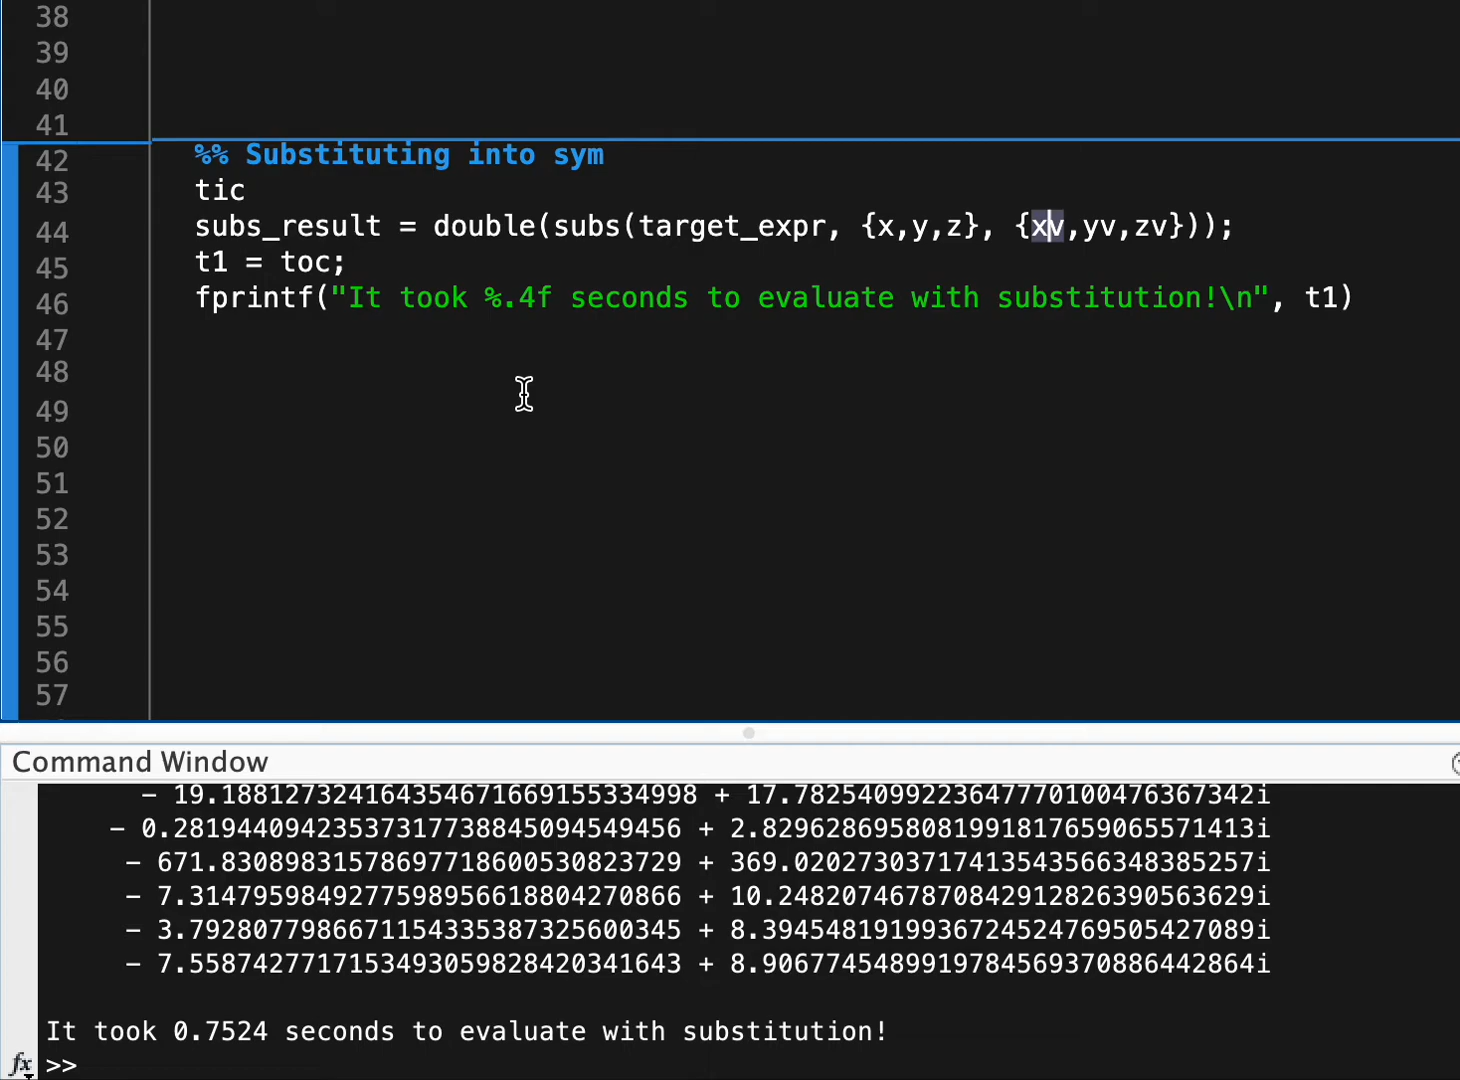 38
39
40
41
42 %% Substituting into sym
43 tic
44 subs_result = double(subs(target_expr, {x,y,z}, {xv,yv,zv}));
45 t1 = toc;
46 fprintf("It took %.4f seconds to evaluate with substitution!\n", t1)
47
48
49
50
51
52
53
54
55
56
57
Command Window
- 19.188127324164354671669155334998 + 17.782540992236477701004763367342i
- 0.28194409423537317738845094549456 + 2.8296286958081991817659065571413i
- 671.83089831578697718600530823729 + 369.02027303717413543566348385257i
- 7.3147959849277598956618804270866 + 10.248207467870842912826390563629i
- 3.7928077986671154335387325600345 + 8.3945481919936724524769505427089i
- 7.5587427717153493059828420341643 + 8.9067745489919784569370886442864i
It took 0.7524 seconds to evaluate with substitution!
fx >>